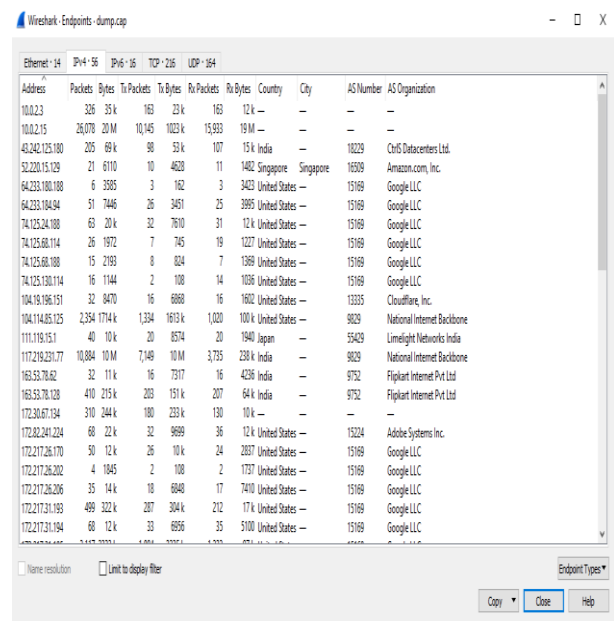 Wireshark · Endpoints · dump.cap
Ethernet · 14 IPv4 · 56 IPv6 · 16 TCP · 216 UDP · 164
Address Packets Bytes Tx Packets Tx Bytes Rx Packets Rx Bytes Country City AS Number AS Organization
10.0.2.3 326 35 k 163 23 k 163 12 k — — — —
10.0.2.15 26,078 20 M 10,145 1023 k 15,933 19 M — — — —
43.242.125.180 205 69 k 98 53 k 107 15 k India — 18229 CtrlS Datacenters Ltd.
52.220.15.129 21 6110 10 4628 11 1482 Singapore Singapore 16509 Amazon.com, Inc.
64.233.180.188 6 3585 3 162 3 3423 United States — 15169 Google LLC
64.233.184.94 51 7446 26 3451 25 3995 United States — 15169 Google LLC
74.125.24.188 63 20 k 32 7610 31 12 k United States — 15169 Google LLC
74.125.68.114 26 1972 7 745 19 1227 United States — 15169 Google LLC
74.125.68.188 15 2193 8 824 7 1369 United States — 15169 Google LLC
74.125.130.114 16 1144 2 108 14 1036 United States — 15169 Google LLC
104.19.196.151 32 8470 16 6868 16 1602 United States — 13335 Cloudflare, Inc.
104.114.85.125 2,354 1714 k 1,334 1613 k 1,020 100 k United States — 9829 National Internet Backbone
111.119.15.1 40 10 k 20 8574 20 1940 Japan — 55429 Limelight Networks India
117.219.231.77 10,884 10 M 7,149 10 M 3,735 238 k India — 9829 National Internet Backbone
163.53.78.62 32 11 k 16 7317 16 4236 India — 9752 Flipkart Internet Pvt Ltd
163.53.78.128 410 215 k 203 151 k 207 64 k India — 9752 Flipkart Internet Pvt Ltd
172.30.67.134 310 244 k 180 233 k 130 10 k — — — —
172.82.241.224 68 22 k 32 9699 36 12 k United States — 15224 Adobe Systems Inc.
172.217.26.170 50 12 k 26 10 k 24 2837 United States — 15169 Google LLC
172.217.26.202 4 1845 2 108 2 1737 United States — 15169 Google LLC
172.217.26.206 35 14 k 18 6848 17 7410 United States — 15169 Google LLC
172.217.31.193 499 322 k 287 304 k 212 17 k United States — 15169 Google LLC
172.217.31.194 68 12 k 33 6956 35 5100 United States — 15169 Google LLC
Name resolution Limit to display filter Endpoint Types
Copy Close Help